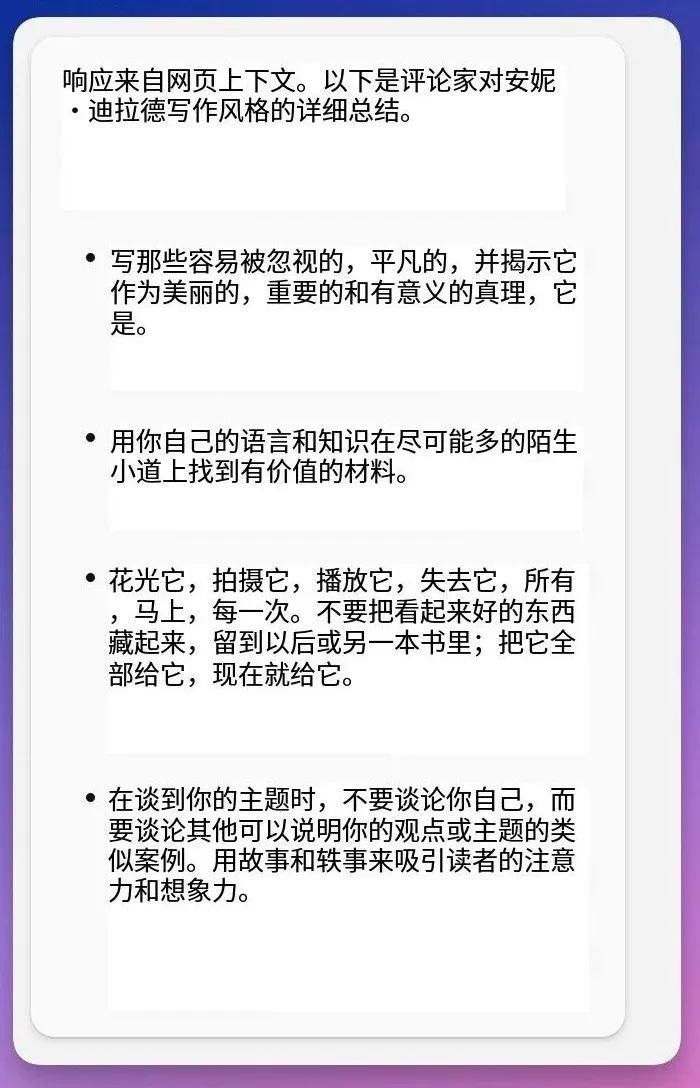 响应来自网页上下文。以下是评论家对安妮
·迪拉德写作风格的详细总结。
• 写那些容易被忽视的，平凡的，并揭示它
作为美丽的，重要的和有意义的真理，它
是。
• 用你自己的语言和知识在尽可能多的陌生
小道上找到有价值的材料。
• 花光它，拍摄它，播放它，失去它，所有
，马上，每一次。不要把看起来好的东西
藏起来，留到以后或另一本书里；把它全
部给它，现在就给它。
• 在谈到你的主题时，不要谈论你自己，而
要谈论其他可以说明你的观点或主题的类
似案例。用故事和轶事来吸引读者的注意
力和想象力。